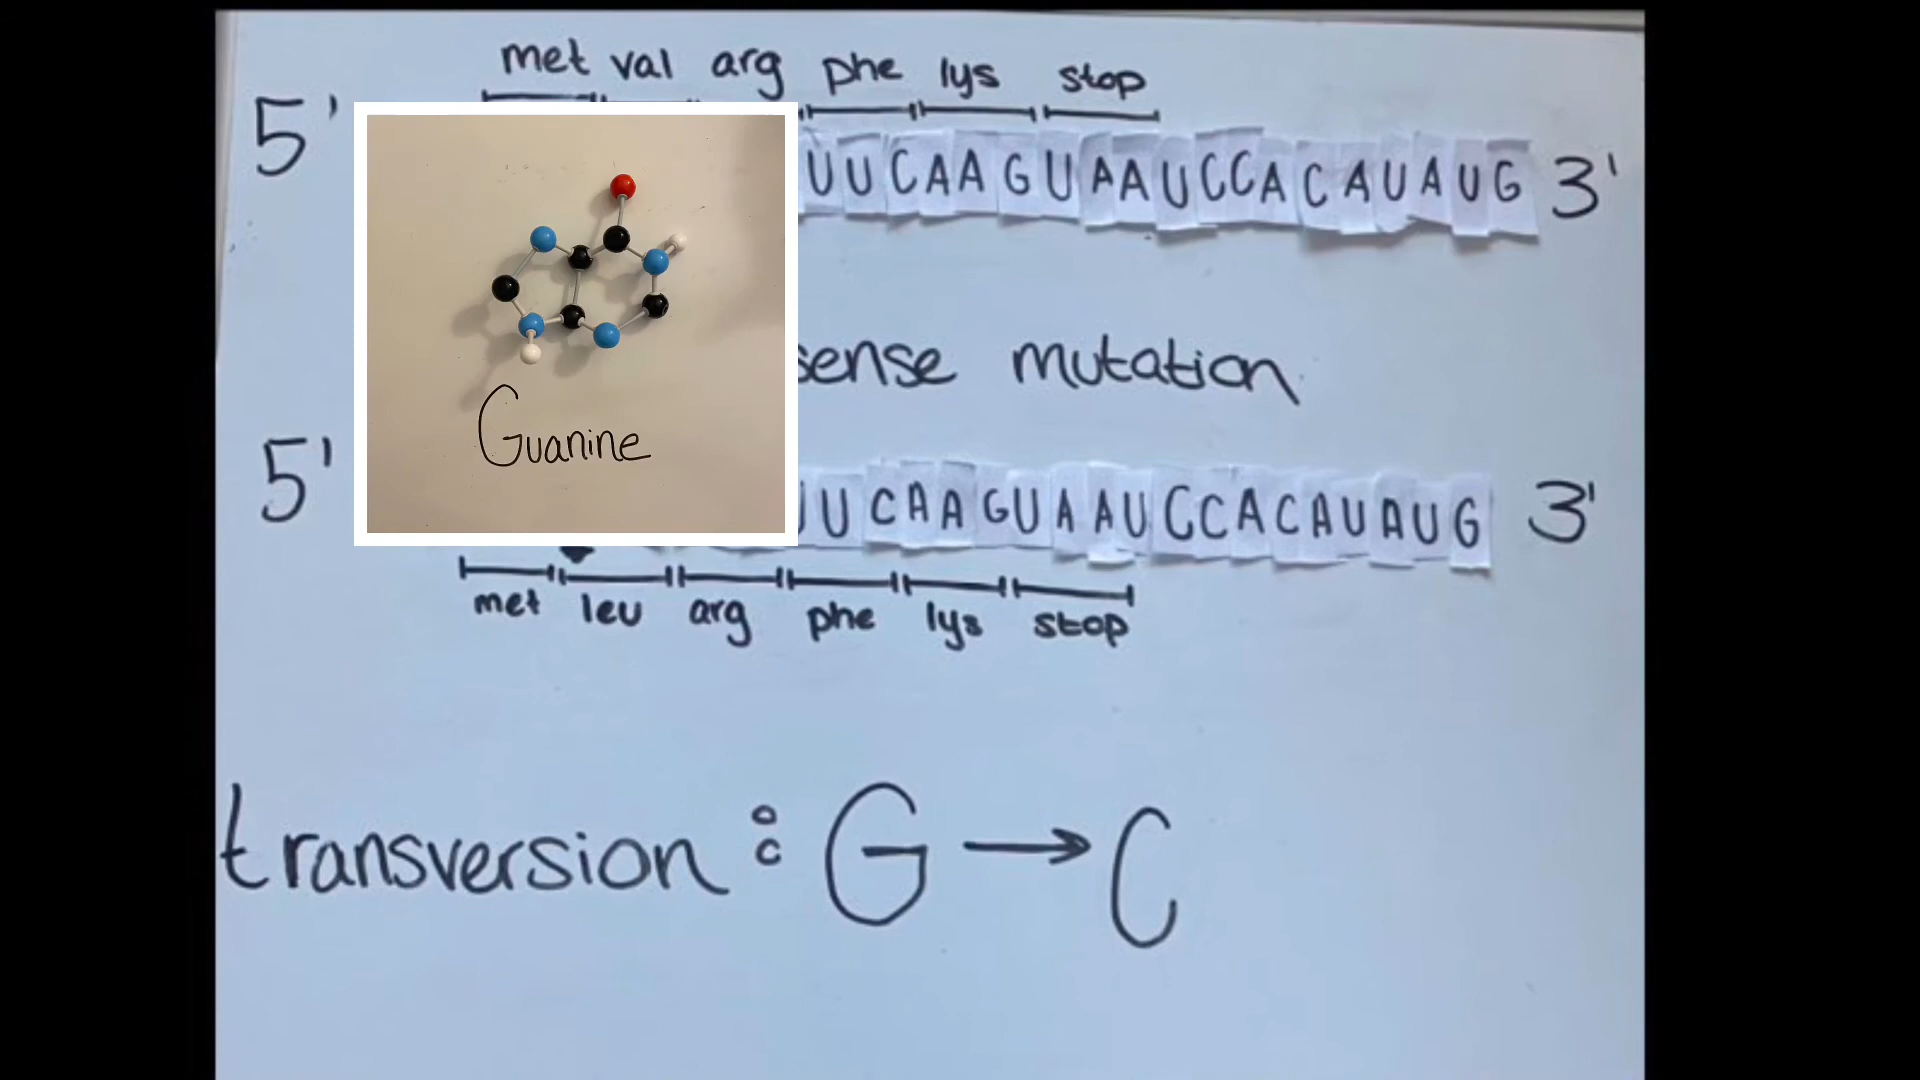 met val arg phe lys stop
5' UUCAAGUAAUCCACAUAUG 3'
Guanine
mutation
5' UCAAGUAAUCCACAUAUG 3'
met leu arg phe lys stop
transversion : G → C